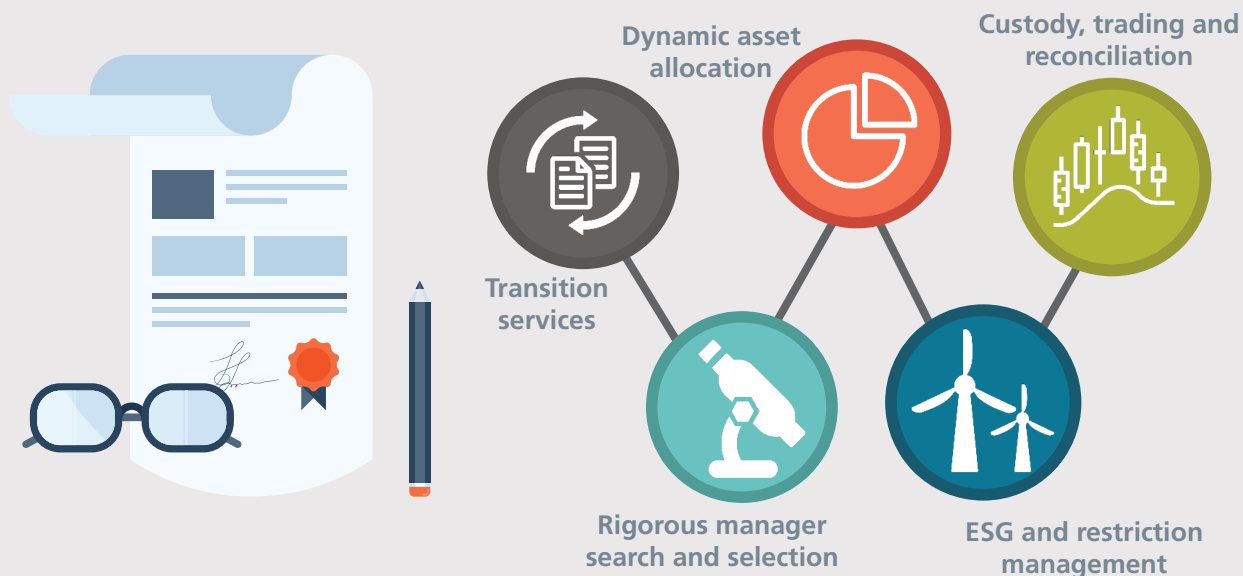 Dynamic asset
allocation
Custody, trading and
reconciliation
Transition
services
Rigorous manager
search and selection
ESG and restriction
management